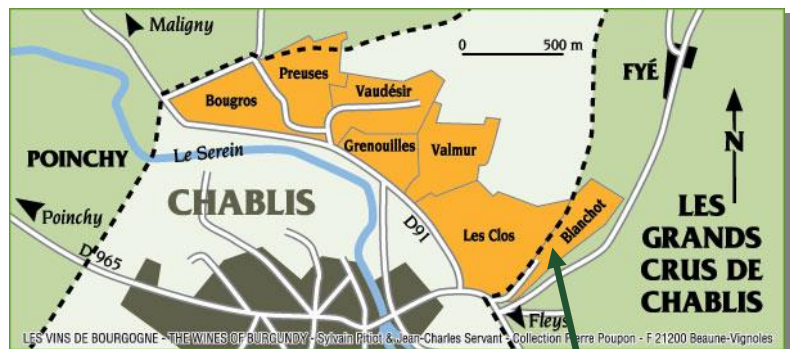 Maligny
0 500 m
FYÉ
Preuses
Bougros
Vaudésir
N
POINCHY
Le Serein
Grenouilles
Valmur
CHABLIS
Poinchy
D91
Les Clos
Blanchot
LES
GRANDS
CRUS DE
CHABLIS
D 965
Fleys
LES VINS DE BOURGOGNE - THE WINES OF BURGUNDY - Sylvain Pitiot & Jean-Charles Servant - Collection Pierre Poupon - F 21200 Beaune-Vignoles